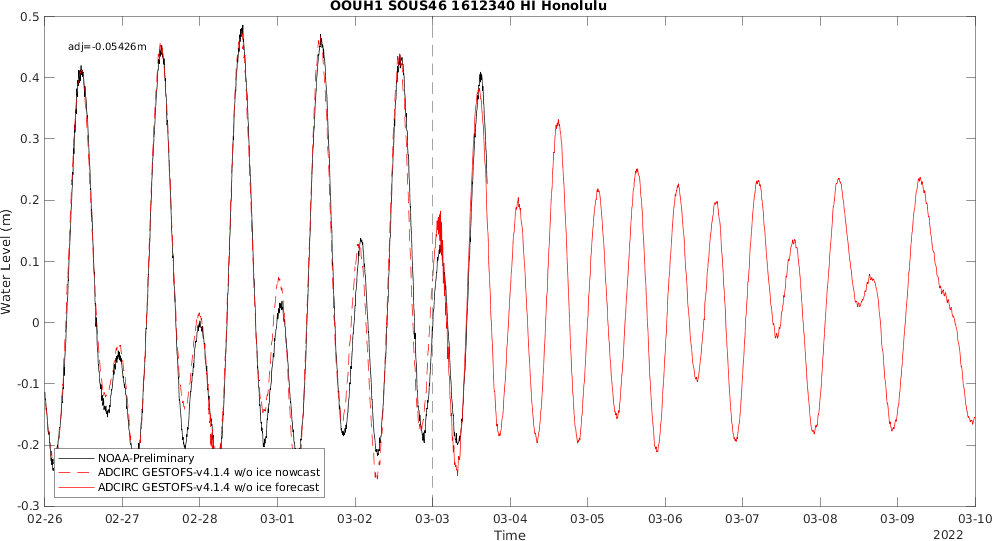 OOUH1 SOUS46 1612340 HI Honolulu
adj=-0.05426m
0.5
0.4
0.3
0.2
0.1
0
-0.1
-0.2
-0.3
Water Level (m)
NOAA-Preliminary
ADCIRC GESTOFS-v4.1.4 w/o ice nowcast
ADCIRC GESTOFS-v4.1.4 w/o ice forecast
02-26 02-27 02-28 03-01 03-02 03-03 03-04 03-05 03-06 03-07 03-08 03-09 03-10
Time
2022